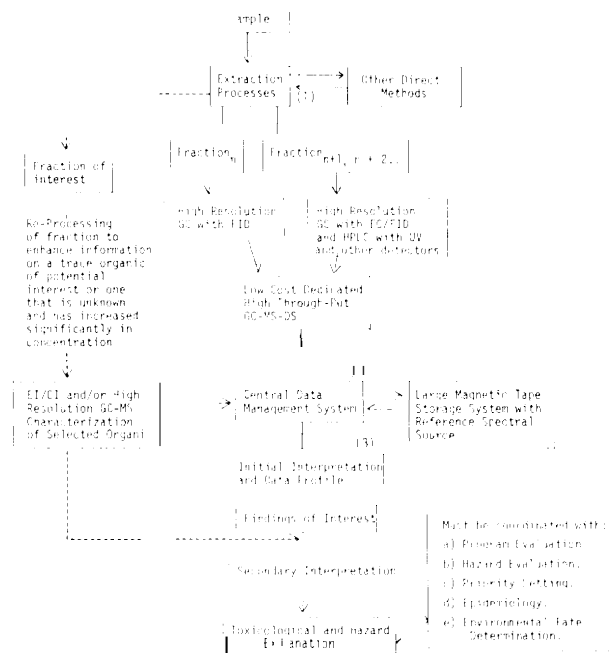 ample
Extraction
Processes
(1)
Other Direct
Methods
Fraction of
interest
Fraction n
Fraction n+1, n + 2..
High Resolution
GC with FID
High Resolution
GC with EC/FID
and HPLC with UV
and other detectors
Re-Processing
of fraction to
enhance information
on a trace organic
of potential
interest or one
that is unknown
and has increased
significantly in
concentration
Low Cost Dedicated
High Through-Put
GC-MS-DS
EI/CI and/or High
Resolution GC-MS
Characterization
of Selected Organi
Central Data
Management System
Large Magnetic Tape
Storage System with
Reference Spectral
Source
(3)
Initial Interpretation
and Data Profile
Findings of Interest
Must be coordinated with:
a) Program Evaluation
b) Hazard Evaluation.
c) Priority Setting.
d) Epidemiology.
e) Environmental Fate
Determination.
Secondary Interpretation
Toxicological and Hazard